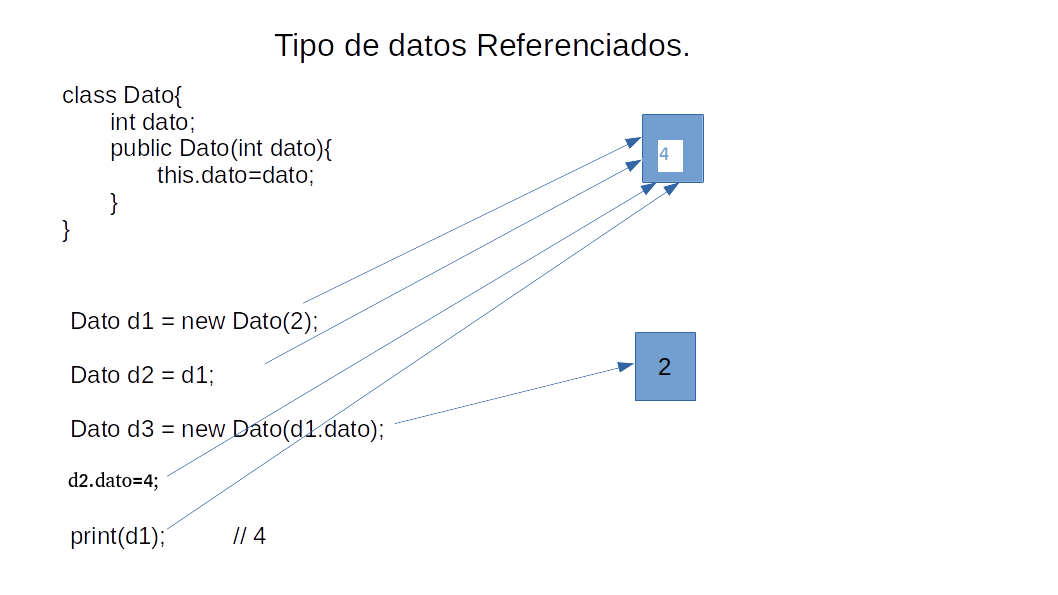 Tipo de datos Referenciados.
class Dato{
int dato;
public Dato(int dato){
this.dato=dato;
}
}
4
Dato d1 = new Dato(2);
Dato d2 = d1;
2
Dato d3 = new Dato(d1.dato);
d2.dato=4;
print(d1); // 4